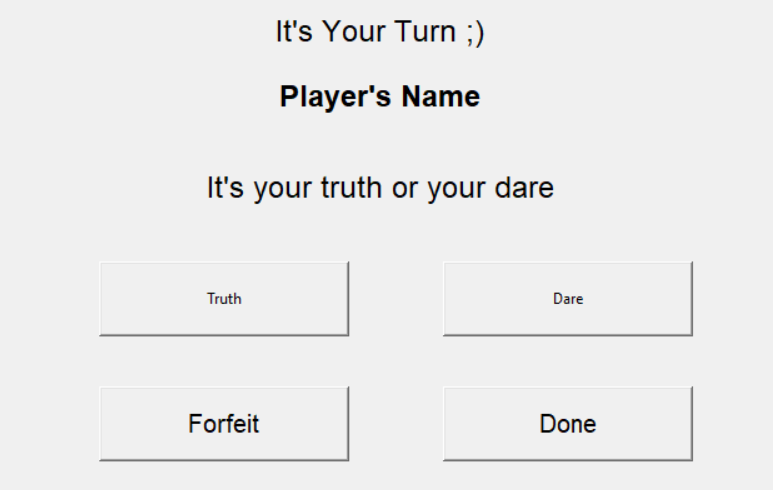 It's Your Turn ;)
Player's Name
It's your truth or your dare
Truth
Dare
Forfeit
Done